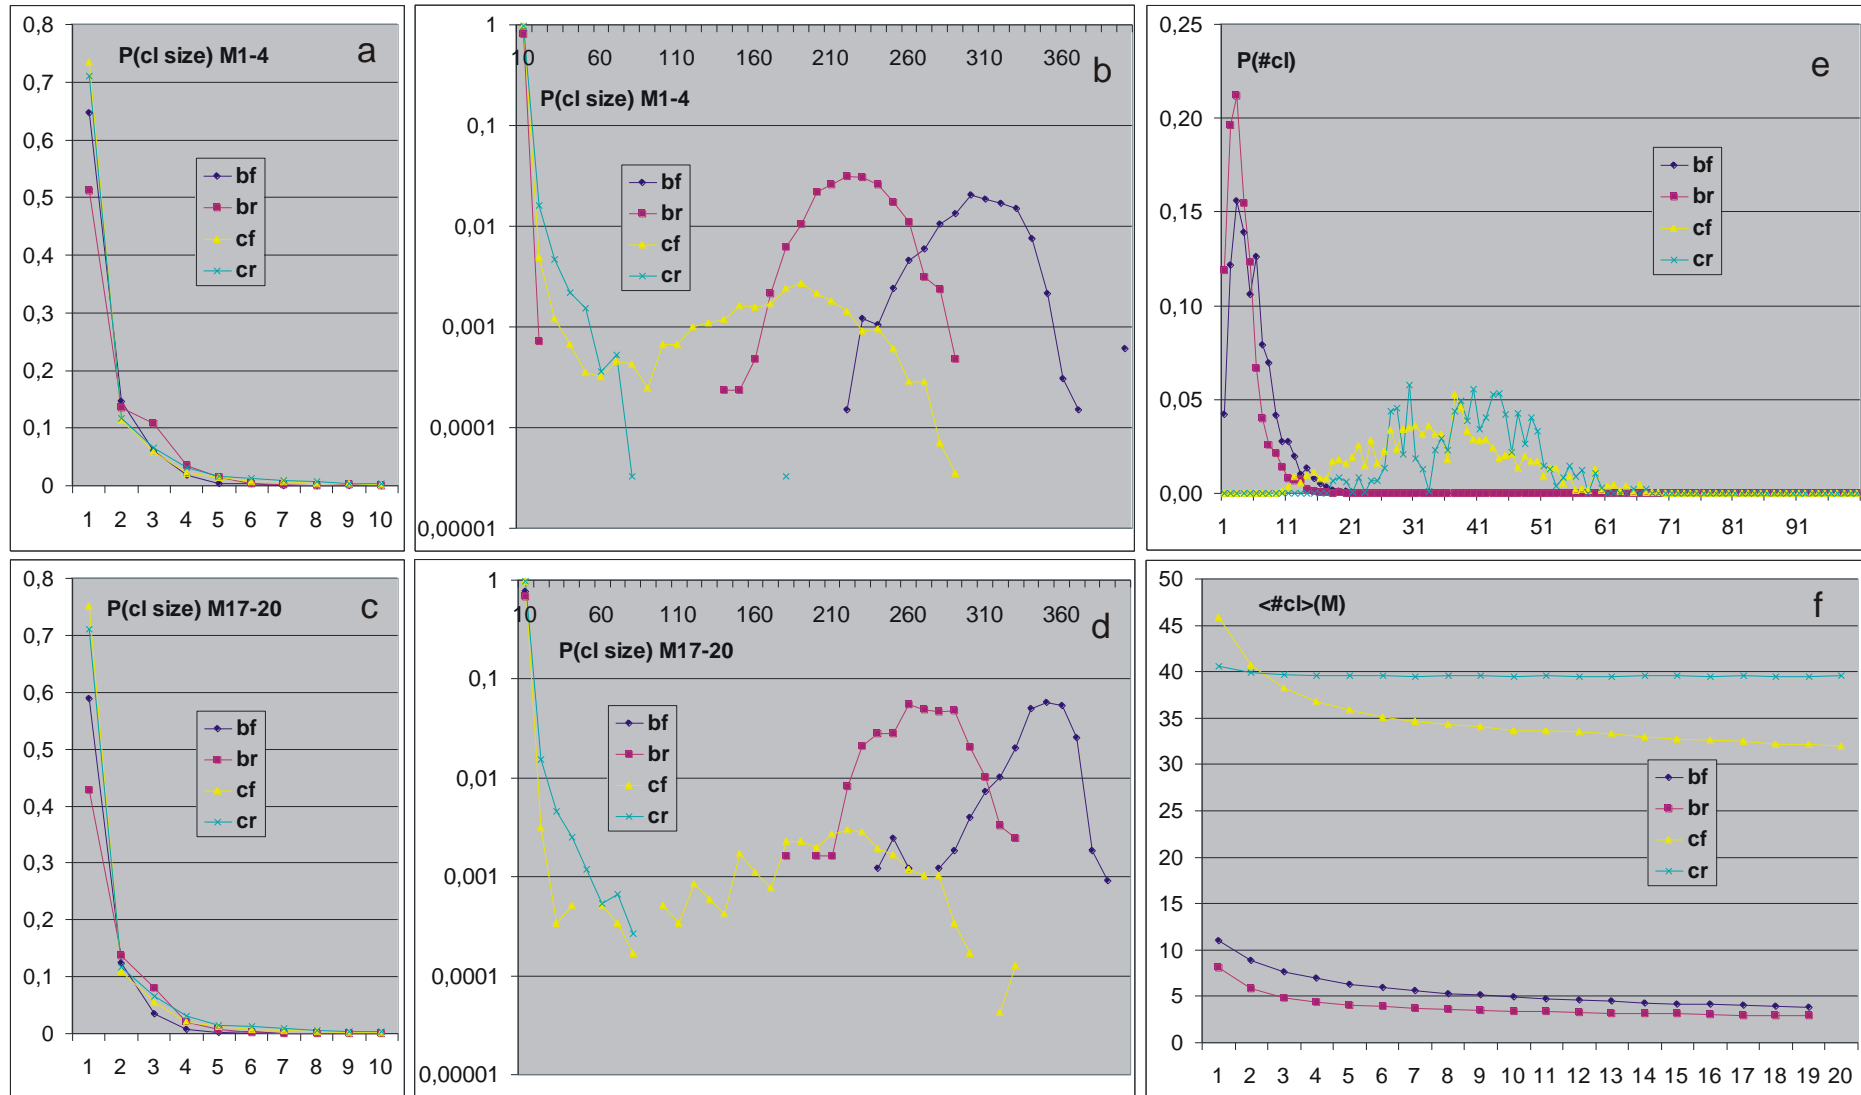 P(cl size) M1-4
a
0,8
0,7
0,6
0,5
0,4
0,3
0,2
0,1
0
bf
br
cf
cr
1 2 3 4 5 6 7 8 9 10
1
10 60 110 160 210 260 310 360
P(cl size) M1-4
b
0,1
0,01
0,001
0,0001
0,00001
bf
br
cf
cr
0,25
P(#cl)
e
0,20
0,15
0,10
0,05
0,00
bf
br
cf
cr
1 11 21 31 41 51 61 71 81 91
0,8
P(cl size) M17-20
c
0,7
0,6
0,5
0,4
0,3
0,2
0,1
0
bf
br
cf
cr
1 2 3 4 5 6 7 8 9 10
1
10 60 110 160 210 260 310 360
P(cl size) M17-20
d
0,1
0,01
0,001
0,0001
0,00001
bf
br
cf
cr
50
<#cl>(M)
f
45
40
35
30
25
20
15
10
5
0
bf
br
cf
cr
1 2 3 4 5 6 7 8 9 10 11 12 13 14 15 16 17 18 19 20